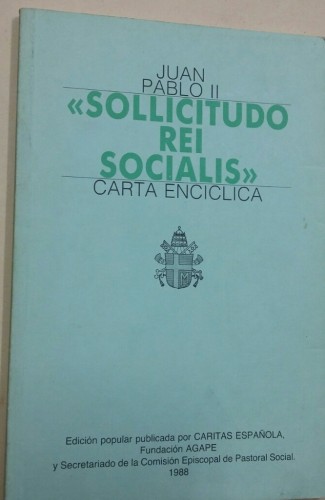 JUAN
PABLO II
«SOLLICITUDO
REI
SOCIALIS»
CARTA ENCICLICA
Edición popular publicada por CARITAS ESPAÑOLA,
Fundación AGAPE
y Secretariado de la Comisión Episcopal de Pastoral Social.
1988